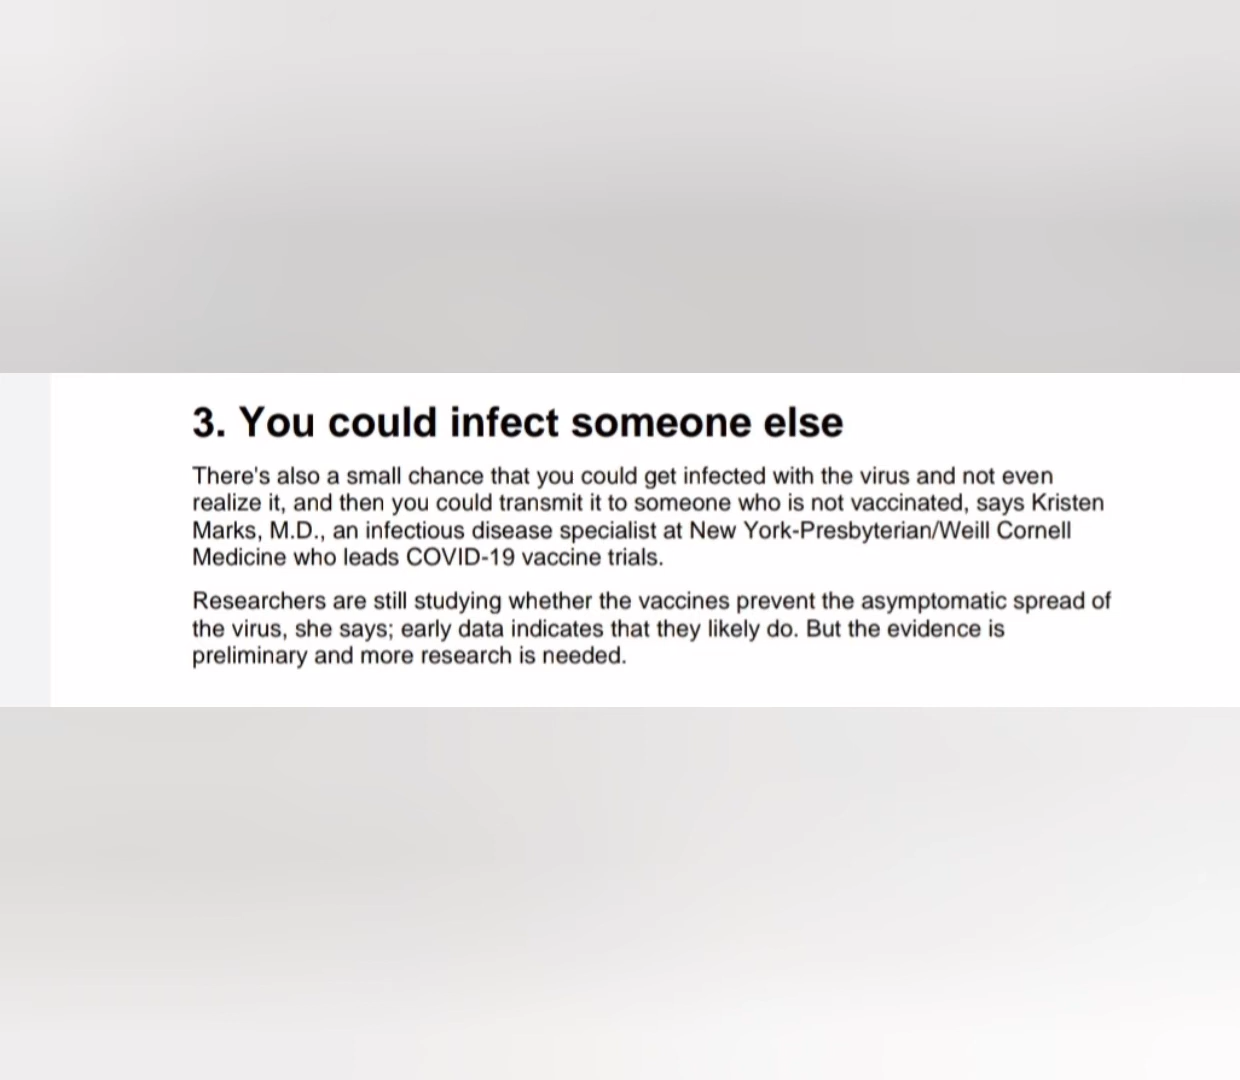 3. You could infect someone else
There's also a small chance that you could get infected with the virus and not even
realize it, and then you could transmit it to someone who is not vaccinated, says Kristen
Marks, M.D., an infectious disease specialist at New York-Presbyterian/Weill Cornell
Medicine who leads COVID-19 vaccine trials.
Researchers are still studying whether the vaccines prevent the asymptomatic spread of
the virus, she says; early data indicates that they likely do. But the evidence is
preliminary and more research is needed.